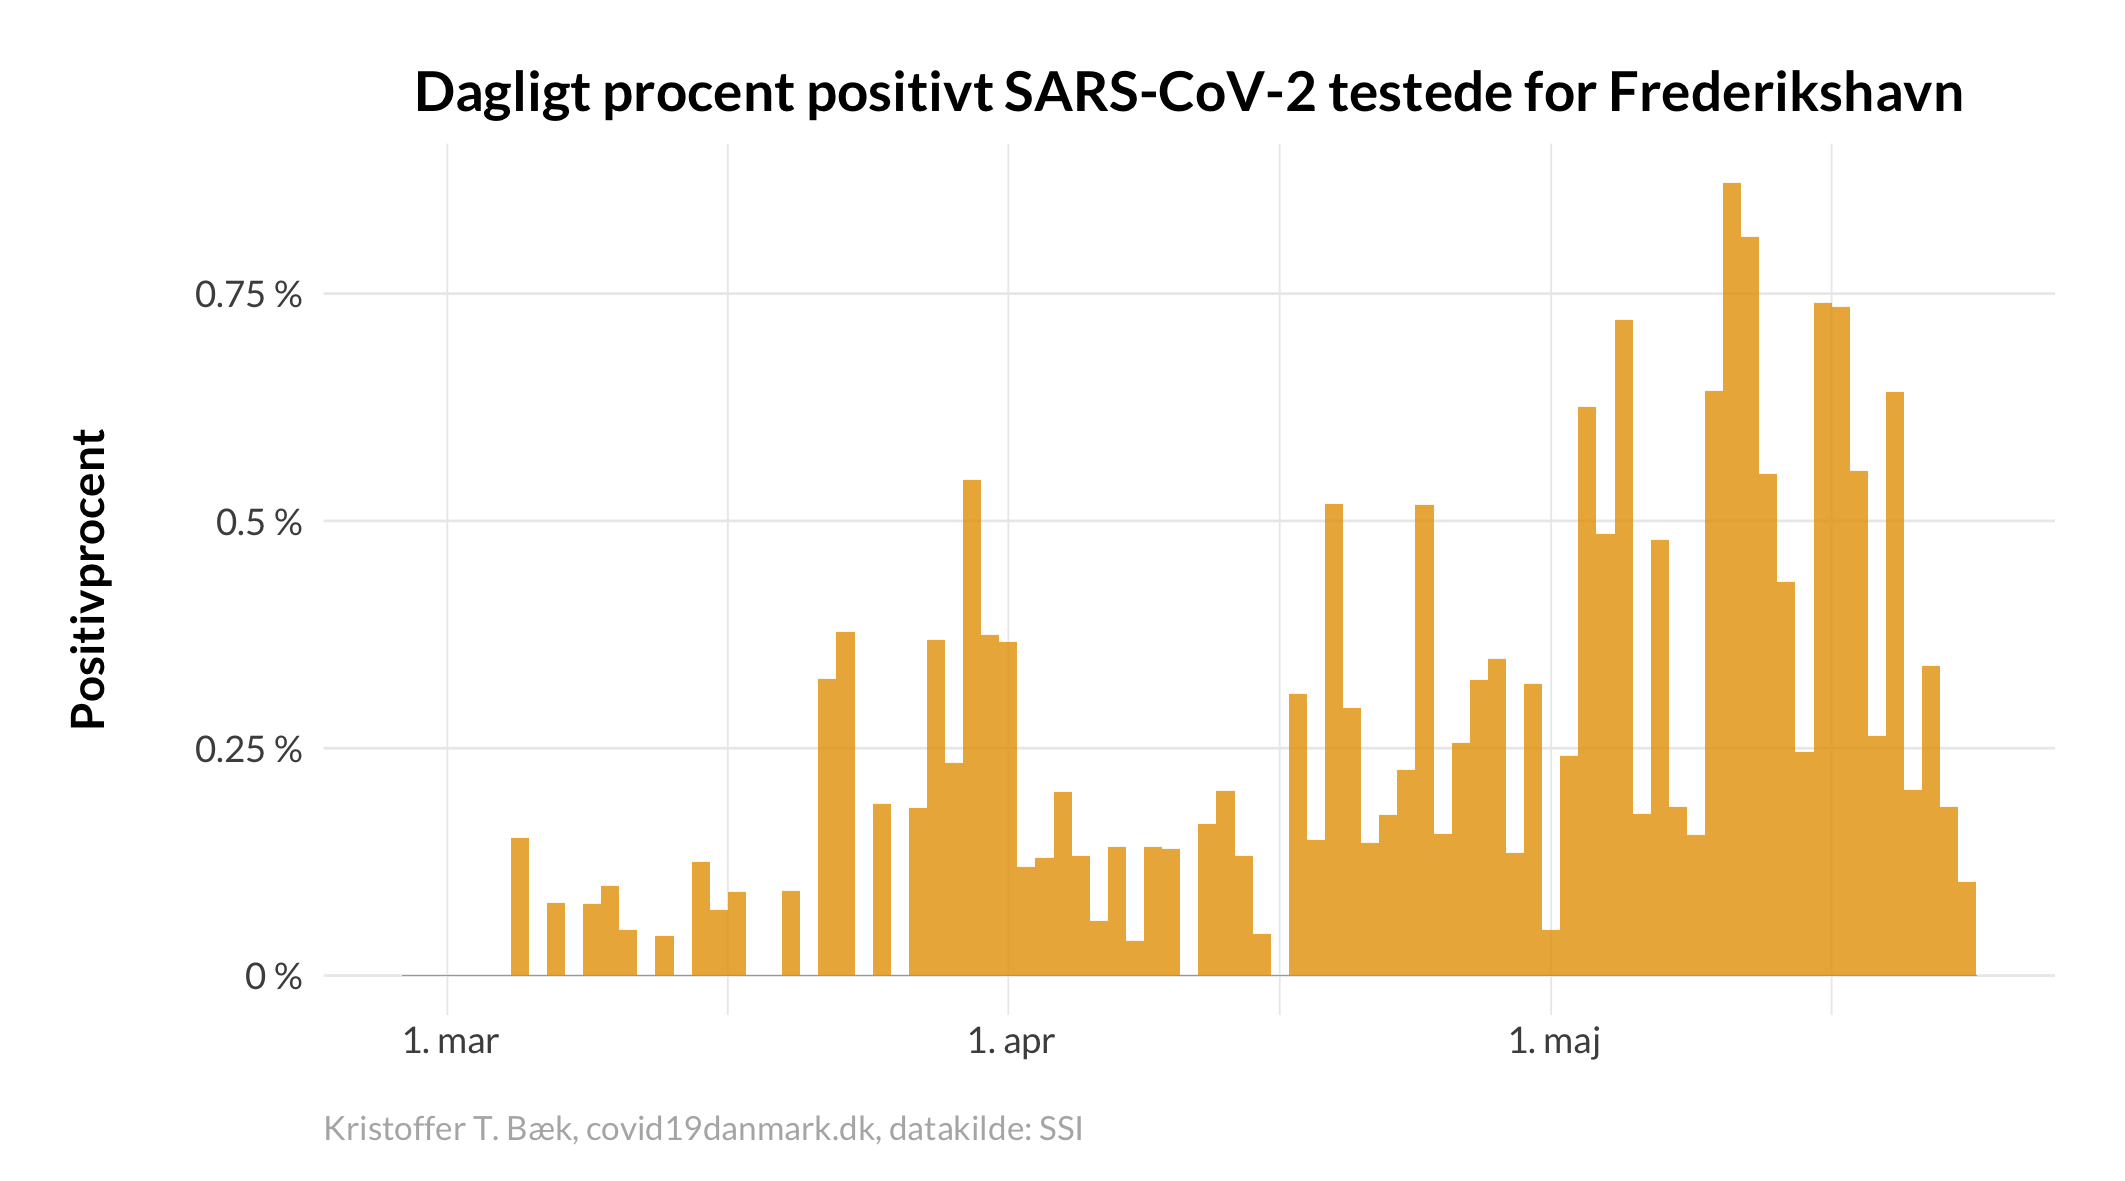 Dagligt procent positivt SARS-CoV-2 testede for Frederikshavn
Positivprocent
0.75 %
0.5 %
0.25 %
0 %
1. mar
1. apr
1. maj
Kristoffer T. Bæk, covid19danmark.dk, datakilde: SSI